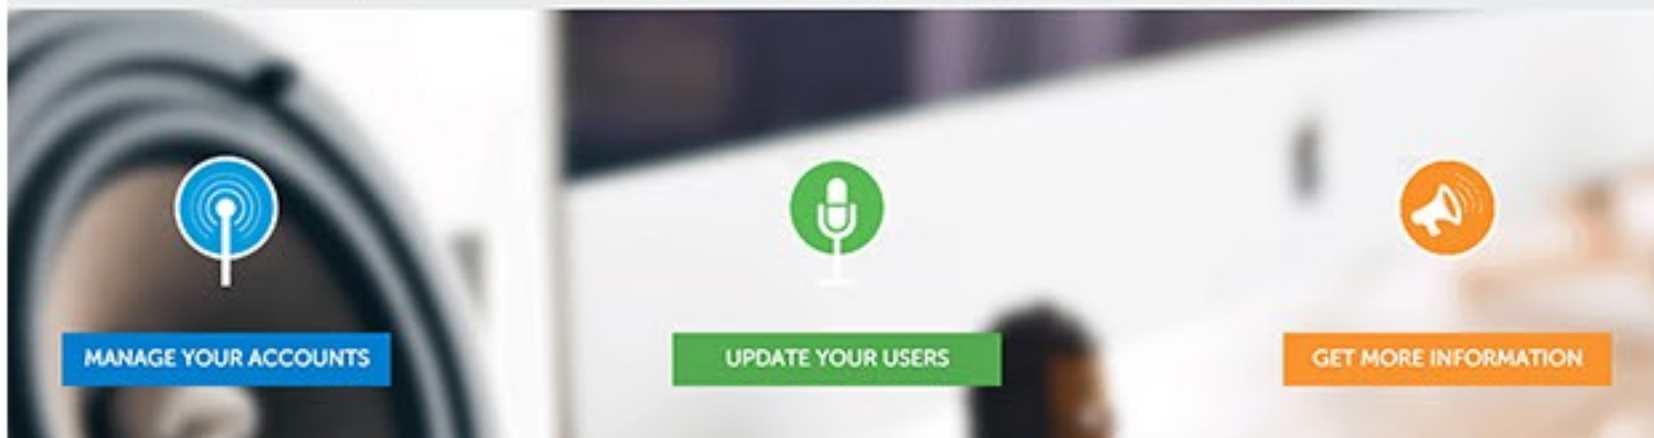 MANAGE YOUR ACCOUNTS
UPDATE YOUR USERS
GET MORE INFORMATION